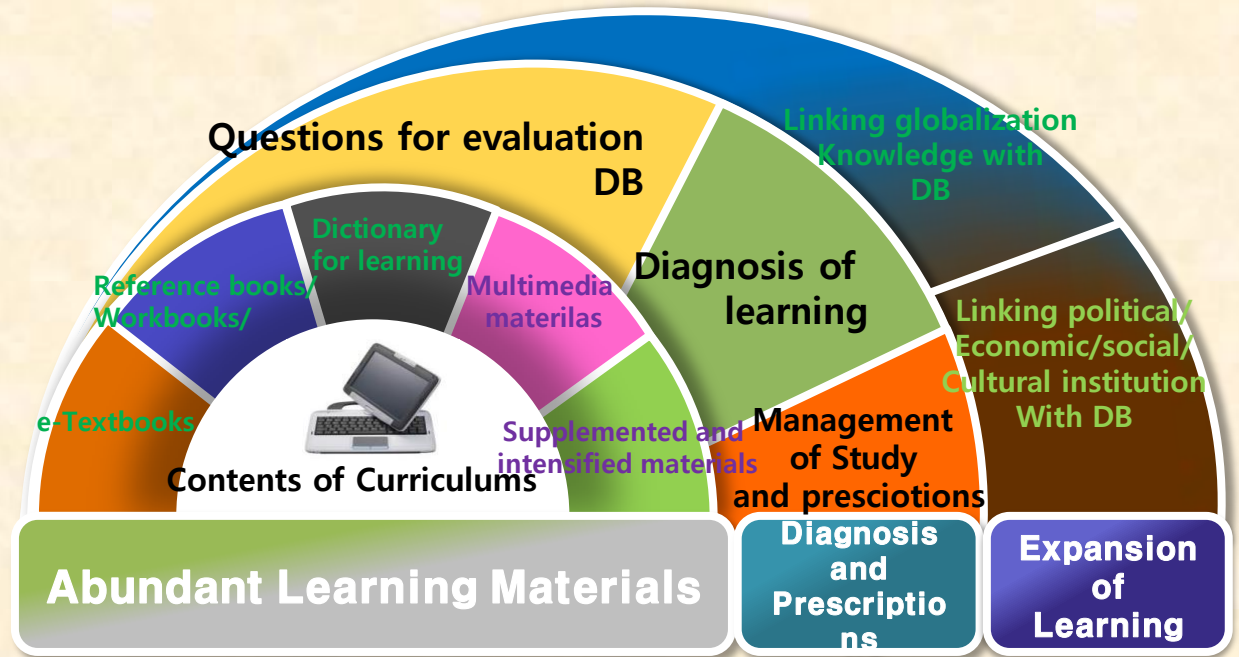 Linking globalization
Knowledge with
DB
Questions for evaluation
DB
Dictionary
for learning
Reference books/
Workbooks/
Multimedia
materilas
Diagnosis of
learning
Linking political/
Economic/social/
Cultural institution
With DB
e-Textbooks
Supplemented and
intensified materials
Management
of Study
and presciotions
Contents of Curriculums
Abundant Learning Materials
Diagnosis
and
Prescriptio
ns
Expansion
of
Learning